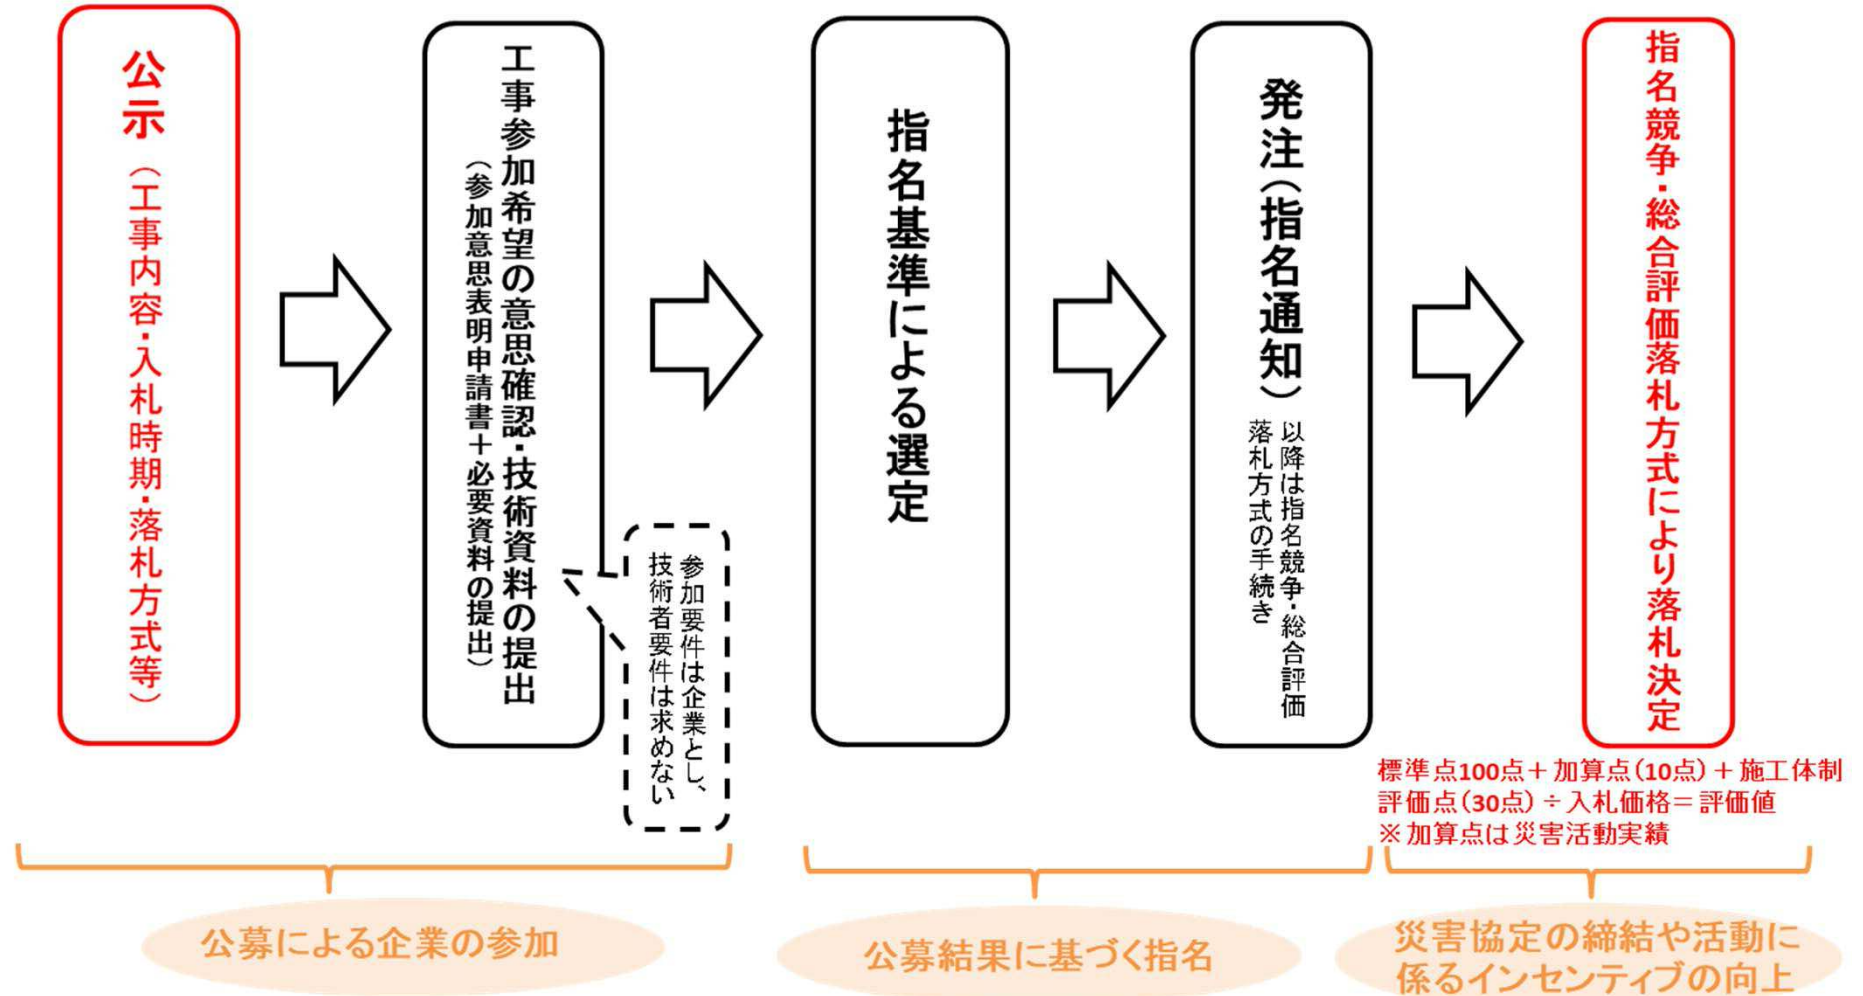 公示（工事内容・入札時期・落札方式等）
工事参加希望の意思確認・技術資料の提出
（参加意思表明申請書＋必要資料の提出）
参加要件は企業とし、
技術者要件は求めない
指名基準による選定
発注（指名通知）
以降は指名競争・総合評価
落札方式の手続き
指名競争・総合評価落札方式により落札決定
標準点100点＋加算点（10点）＋施工体制
評価点（30点）÷入札価格＝評価値
※加算点は災害活動実績
公募による企業の参加
公募結果に基づく指名
災害協定の締結や活動に
係るインセンティブの向上